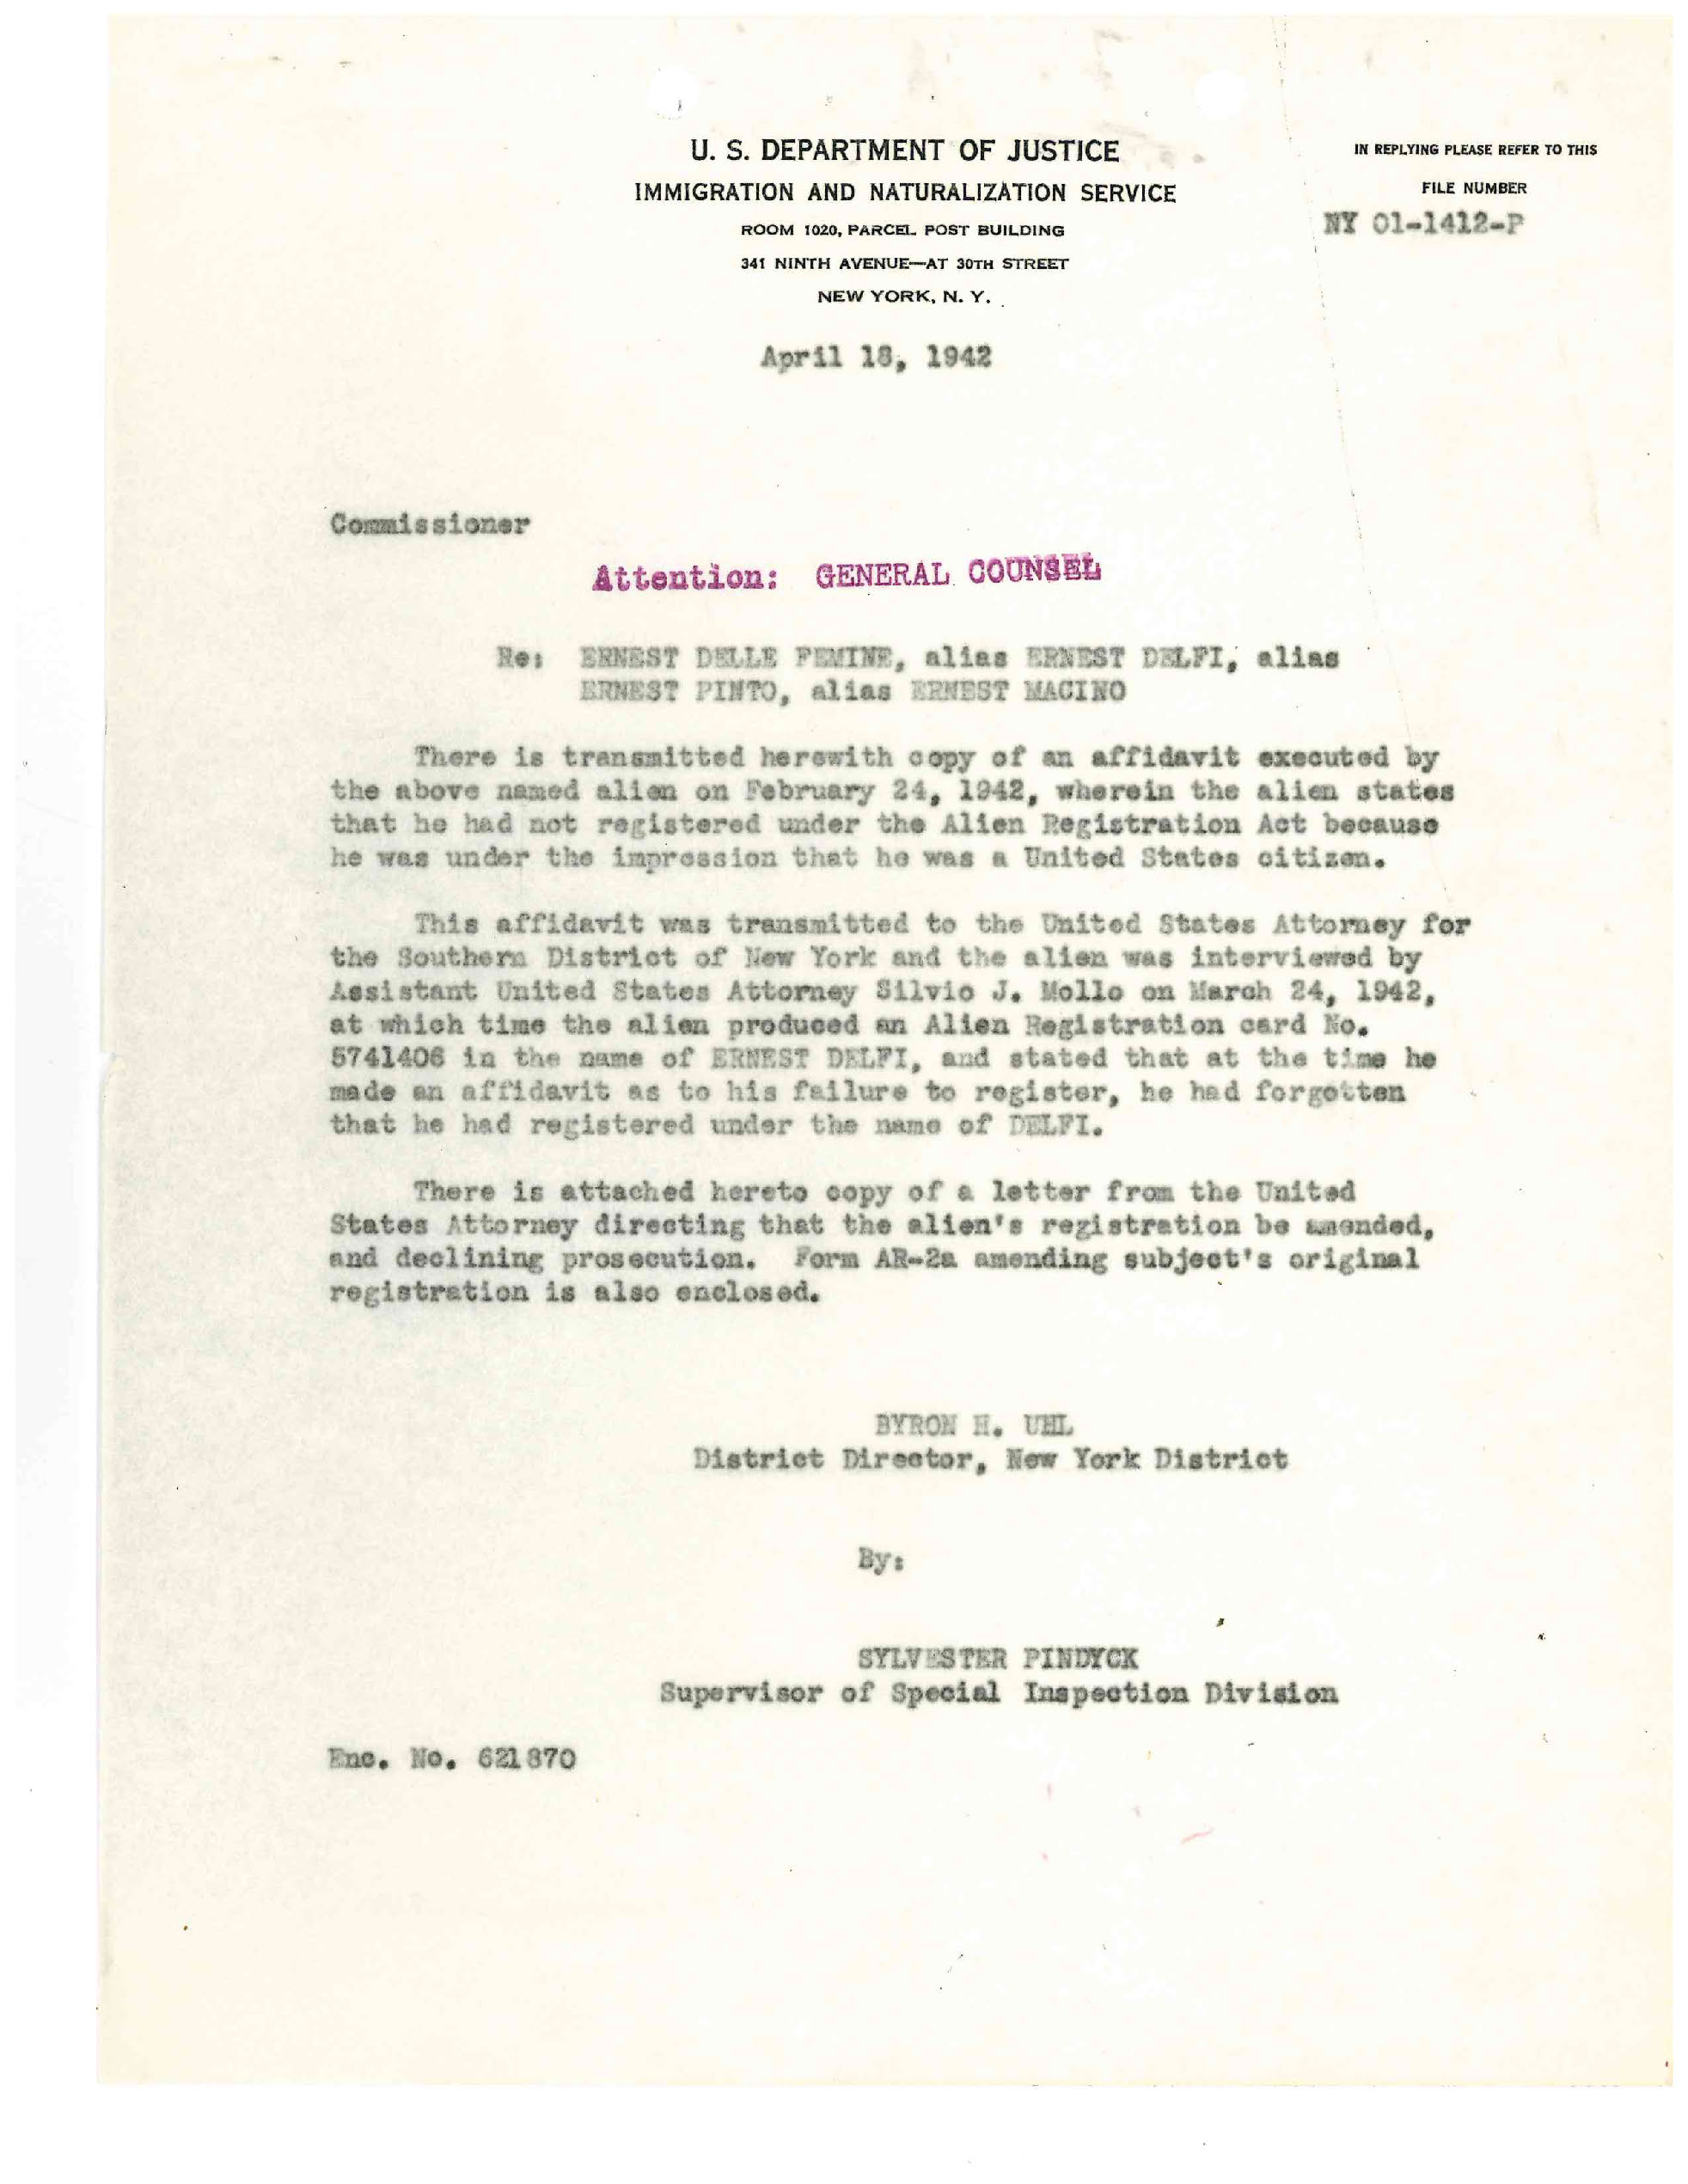 U. S. DEPARTMENT OF JUSTICE
IMMIGRATION AND NATURALIZATION SERVICE
ROOM 1020, PARCEL POST BUILDING
341 NINTH AVENUE—AT 30TH STREET
NEW YORK, N. Y.
IN REPLYING PLEASE REFER TO THIS
FILE NUMBER
NY 01-1412-P
April 18, 1942
Commissioner
Attention: GENERAL COUNSEL
Re: ERNEST DELLE FEMINE, alias ERNEST DELFI, alias
ERNEST PINTO, alias ERNEST MACINO
There is transmitted herewith copy of an affidavit executed by
the above named alien on February 24, 1942, wherein the alien states
that he had not registered under the Alien Registration Act because
he was under the impression that he was a United States citizen.
This affidavit was transmitted to the United States Attorney for
the Southern District of New York and the alien was interviewed by
Assistant United States Attorney Silvio J. Mollo on March 24, 1942,
at which time the alien produced an Alien Registration card No.
5741406 in the name of ERNEST DELFI, and stated that at the time he
made an affidavit as to his failure to register, he had forgotten
that he had registered under the name of DELFI.
There is attached hereto copy of a letter from the United
States Attorney directing that the alien's registration be amended,
and declining prosecution. Form AR-2a amending subject's original
registration is also enclosed.
BYRON H. UHL
District Director, New York District
By:
SYLVESTER PINDYCK
Supervisor of Special Inspection Division
Enc. No. 621870